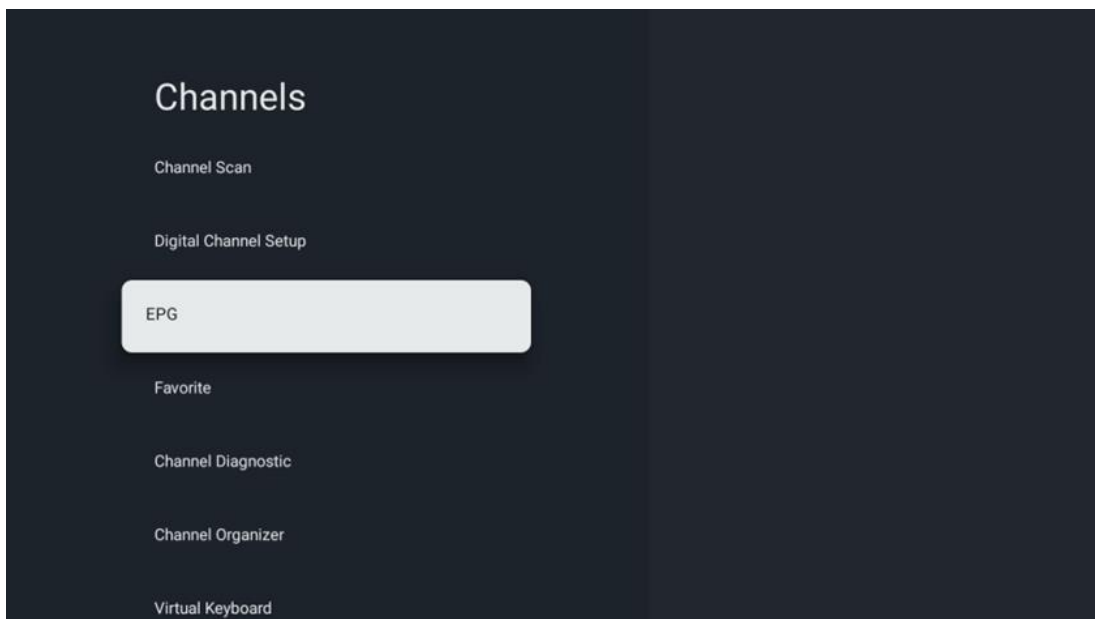 Channels
Channel Scan
Digital Channel Setup
EPG
Favorite
Channel Diagnostic
Channel Organizer
Virtual Keyboard